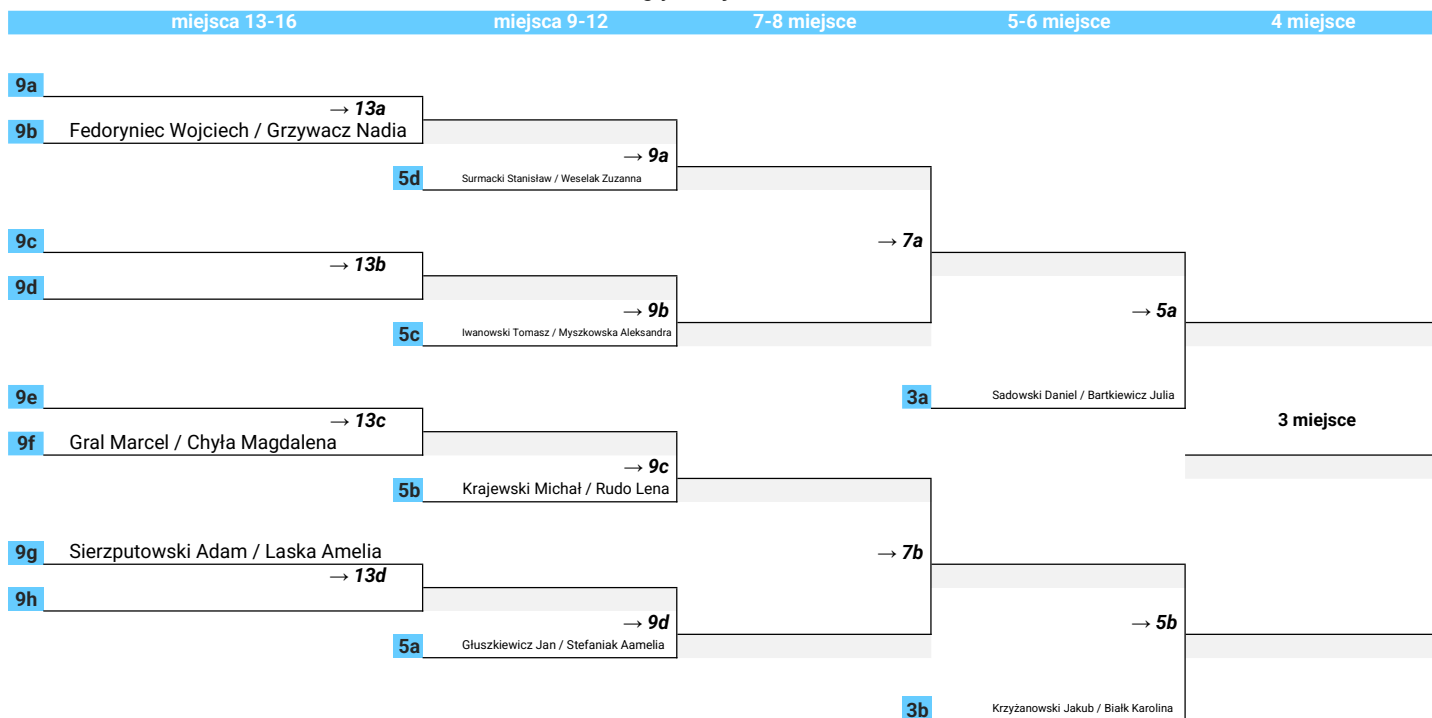 miejsca 13-16 miejsca 9-12 7-8 miejsce 5-6 miejsce 4 miejsce
9a
→ 13a
9b Fedoryniec Wojciech / Grzywacz Nadia
→ 9a
5d Surmacki Stanisław / Weselak Zuzanna
9c → 7a
→ 13b
9d
→ 9b → 5a
5c Iwanowski Tomasz / Myszkowska Aleksandra
9e 3a Sadowski Daniel / Bartkiewicz Julia
→ 13c 3 miejsce
9f Gral Marcel / Chyła Magdalena
→ 9c
5b Krajewski Michał / Rudo Lena
9g Sierzputowski Adam / Laska Amelia → 7b
→ 13d
9h
→ 9d → 5b
5a Głuszkiewicz Jan / Stefaniak Aamelia
3b Krzyżanowski Jakub / Białk Karolina